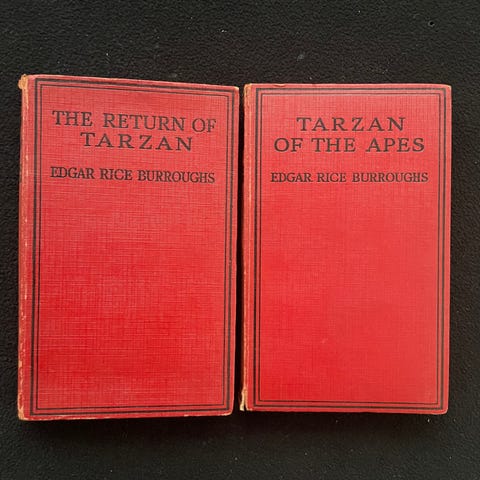 THE RETURN OF
TARZAN
EDGAR RICE BURROUGHS
TARZAN
OF THE APES
EDGAR RICE BURROUGHS